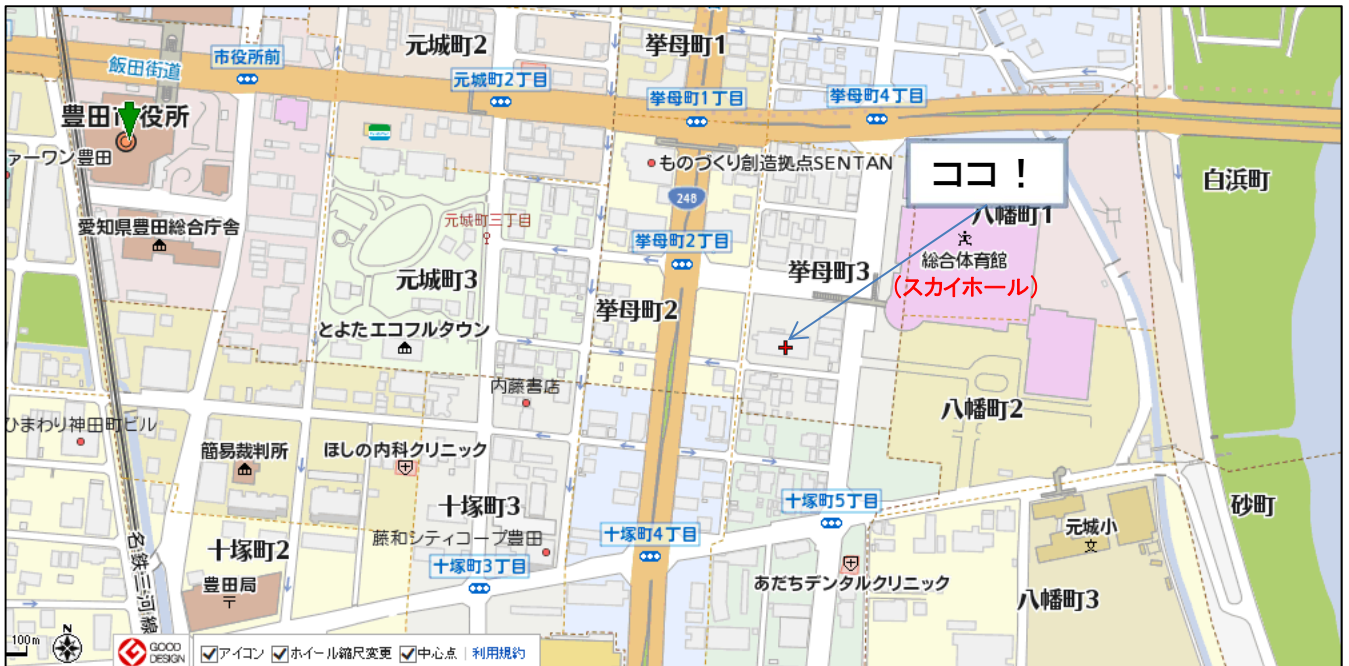 元城町2
挙母町1
市役所前
飯田街道
元城町2丁目
挙母町1丁目
挙母町4丁目
豊田市役所
ァーワン豊田
ものづくり創造拠点SENTAN
ココ！
白浜町
248
愛知県豊田総合庁舎
元城町三丁目
挙母町2丁目
八幡町1
総合体育館
(スカイホール)
元城町3
挙母町3
挙母町2
とよたエコフルタウン
内藤書店
八幡町2
ひまわり神田町ビル
簡易裁判所
ほしの内科クリニック
十塚町3
十塚町5丁目
砂町
藤和シティコープ豊田
十塚町4丁目
元城小
文
十塚町2
名鉄三河線
十塚町3丁目
豊田局
あだちデンタルクリニック
八幡町3
100m
N
GOOD
DESIGN
アイコン ホイール縮尺変更 中心点 | 利用規約